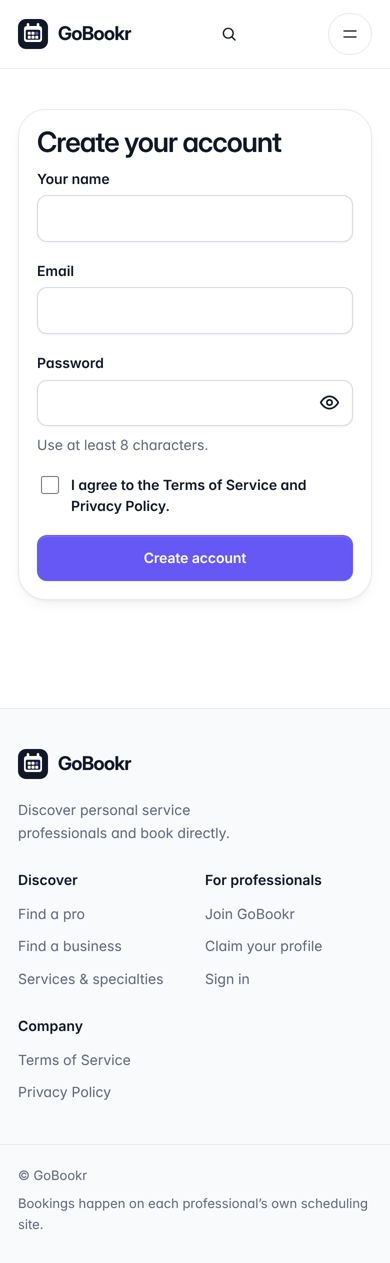 GoBookr
Create your account
Your name
Email
Password
Use at least 8 characters.
I agree to the Terms of Service and
Privacy Policy.
Create account
GoBookr
Discover personal service
professionals and book directly.
Discover
Find a pro
Find a business
Services & specialties
For professionals
Join GoBookr
Claim your profile
Sign in
Company
Terms of Service
Privacy Policy
© GoBookr
Bookings happen on each professional’s own scheduling
site.